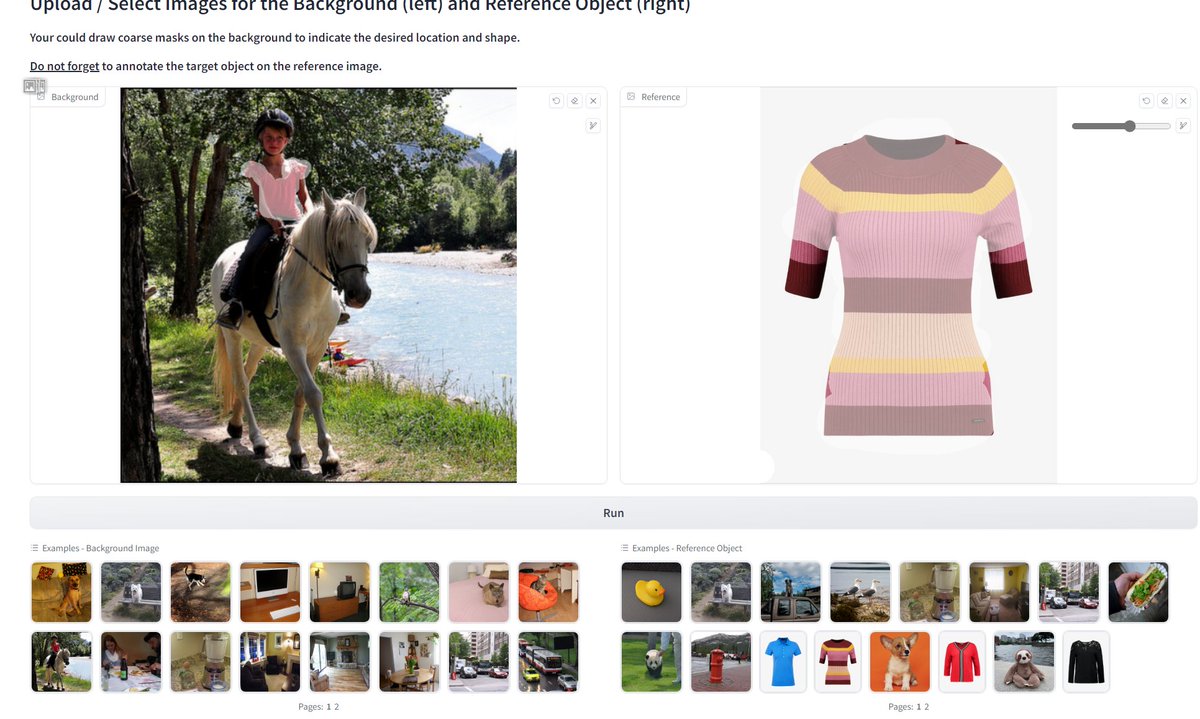 Upload / Select Images for the Background (left) and Reference Object (right)
Your could draw coarse masks on the background to indicate the desired location and shape.
Do not forget to annotate the target object on the reference image.
Background
Reference
Run
Examples - Background Image
Examples - Reference Object
Pages: 1 2
Pages: 1 2